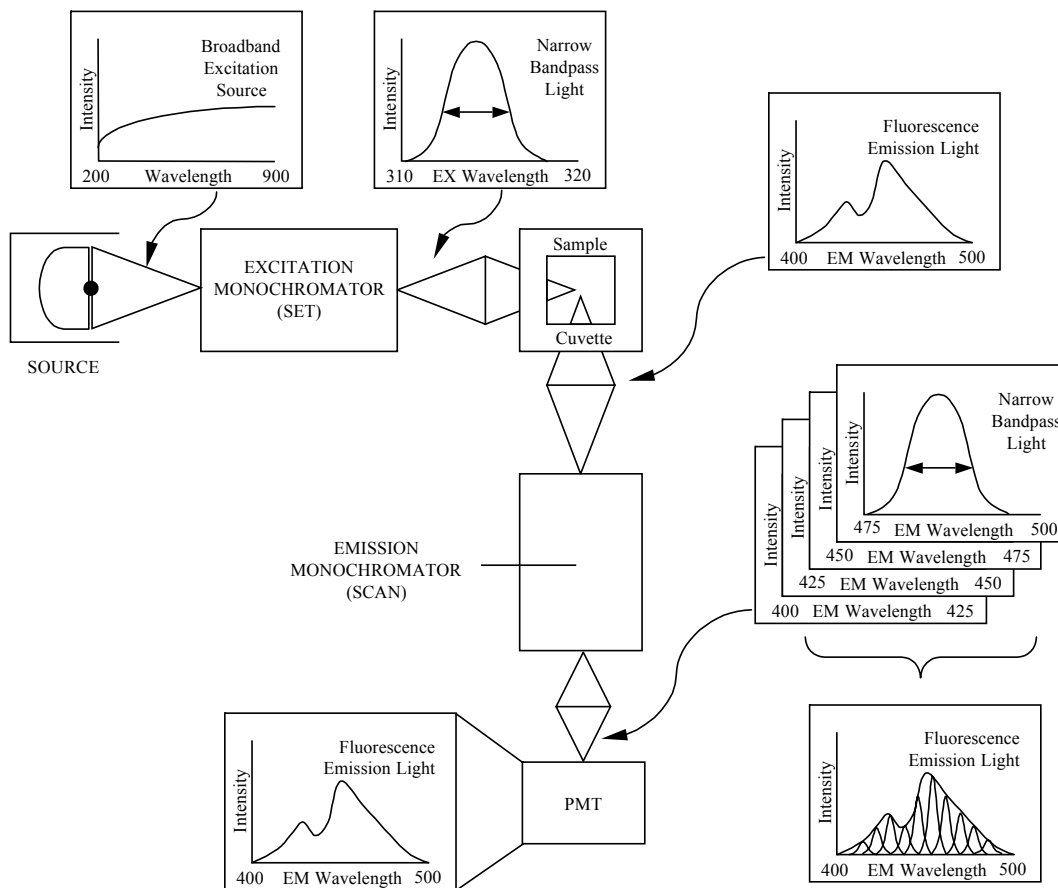 Broadband
Excitation
Source
Intensity
200 Wavelength 900
Narrow
Bandpass
Light
Intensity
310 EX Wavelength 320
Fluorescence
Emission Light
Intensity
400 EM Wavelength 500
SOURCE
EXCITATION
MONOCHROMATOR
(SET)
Sample
Cuvette
Narrow
Bandpass
Light
Intensity
475 EM Wavelength 500
Intensity
450 EM Wavelength 475
Intensity
425 EM Wavelength 450
Intensity
400 EM Wavelength 425
EMISSION
MONOCHROMATOR
(SCAN)
Fluorescence
Emission Light
Intensity
400 EM Wavelength 500
PMT
Fluorescence
Emission Light
Intensity
400 EM Wavelength 500